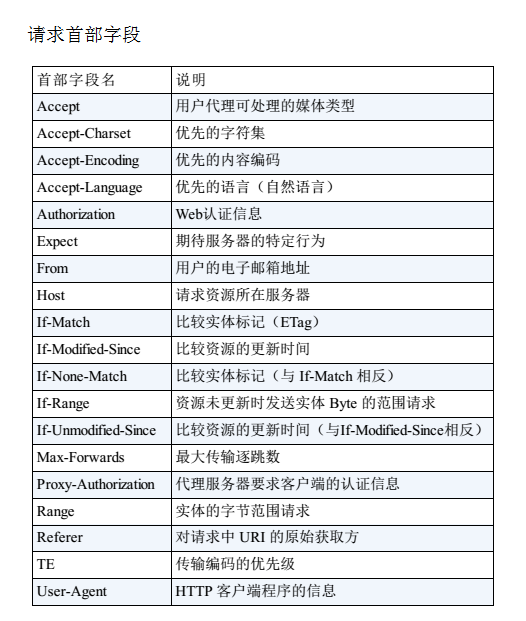 请求首部字段
首部字段名 说明
Accept 用户代理可处理的媒体类型
Accept-Charset 优先的字符集
Accept-Encoding 优先的内容编码
Accept-Language 优先的语言（自然语言）
Authorization Web认证信息
Expect 期待服务器的特定行为
From 用户的电子邮箱地址
Host 请求资源所在服务器
If-Match 比较实体标记（ETag）
If-Modified-Since 比较资源的更新时间
If-None-Match 比较实体标记（与 If-Match 相反）
If-Range 资源未更新时发送实体 Byte 的范围请求
If-Unmodified-Since 比较资源的更新时间（与If-Modified-Since相反）
Max-Forwards 最大传输逐跳数
Proxy-Authorization 代理服务器要求客户端的认证信息
Range 实体的字节范围请求
Referer 对请求中 URI 的原始获取方
TE 传输编码的优先级
User-Agent HTTP 客户端程序的信息